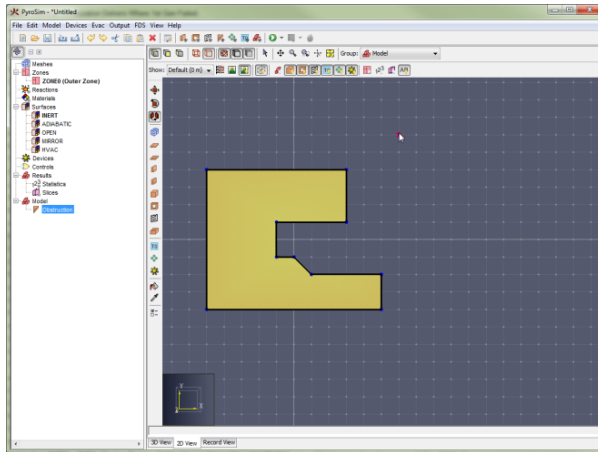 PyroSim - *Untitled
File Edit Model Devices Evac Output FDS View Help
Group: Model
Show: Default (0 m)
Meshes
Zones
ZONE0 (Outer Zone)
Reactions
Materials
Surfaces
INERT
ADIABATIC
OPEN
MIRROR
HVAC
Devices
Controls
Results
Statistics
Slices
Model
Obstruction
3D View 2D View Record View